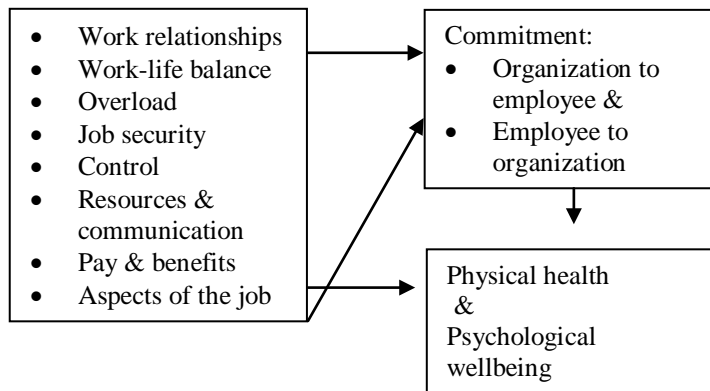 • Work relationships
• Work-life balance
• Overload
• Job security
• Control
• Resources &
communication
• Pay & benefits
• Aspects of the job
Commitment:
• Organization to
employee &
• Employee to
organization
Physical health
&
Psychological
wellbeing